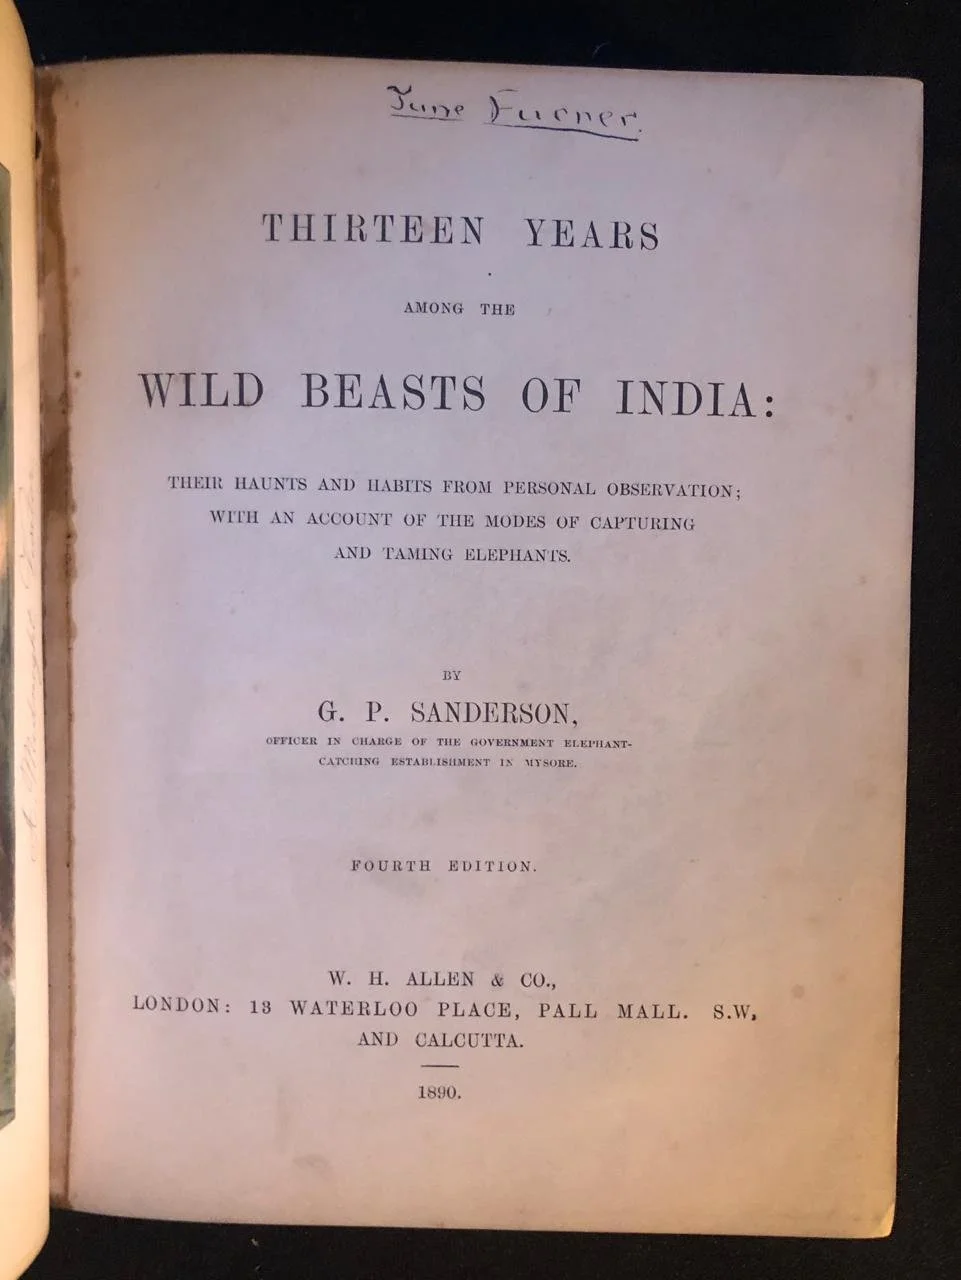 June Furner.
THIRTEEN YEARS
AMONG THE
WILD BEASTS OF INDIA:
THEIR HAUNTS AND HABITS FROM PERSONAL OBSERVATION;
WITH AN ACCOUNT OF THE MODES OF CAPTURING
AND TAMING ELEPHANTS.
BY
G. P. SANDERSON,
OFFICER IN CHARGE OF THE GOVERNMENT ELEPHANT-
CATCHING ESTABLISHMENT IN MYSORE.
FOURTH EDITION.
W. H. ALLEN & CO.,
LONDON: 13 WATERLOO PLACE, PALL MALL. S.W,
AND CALCUTTA.
1890.